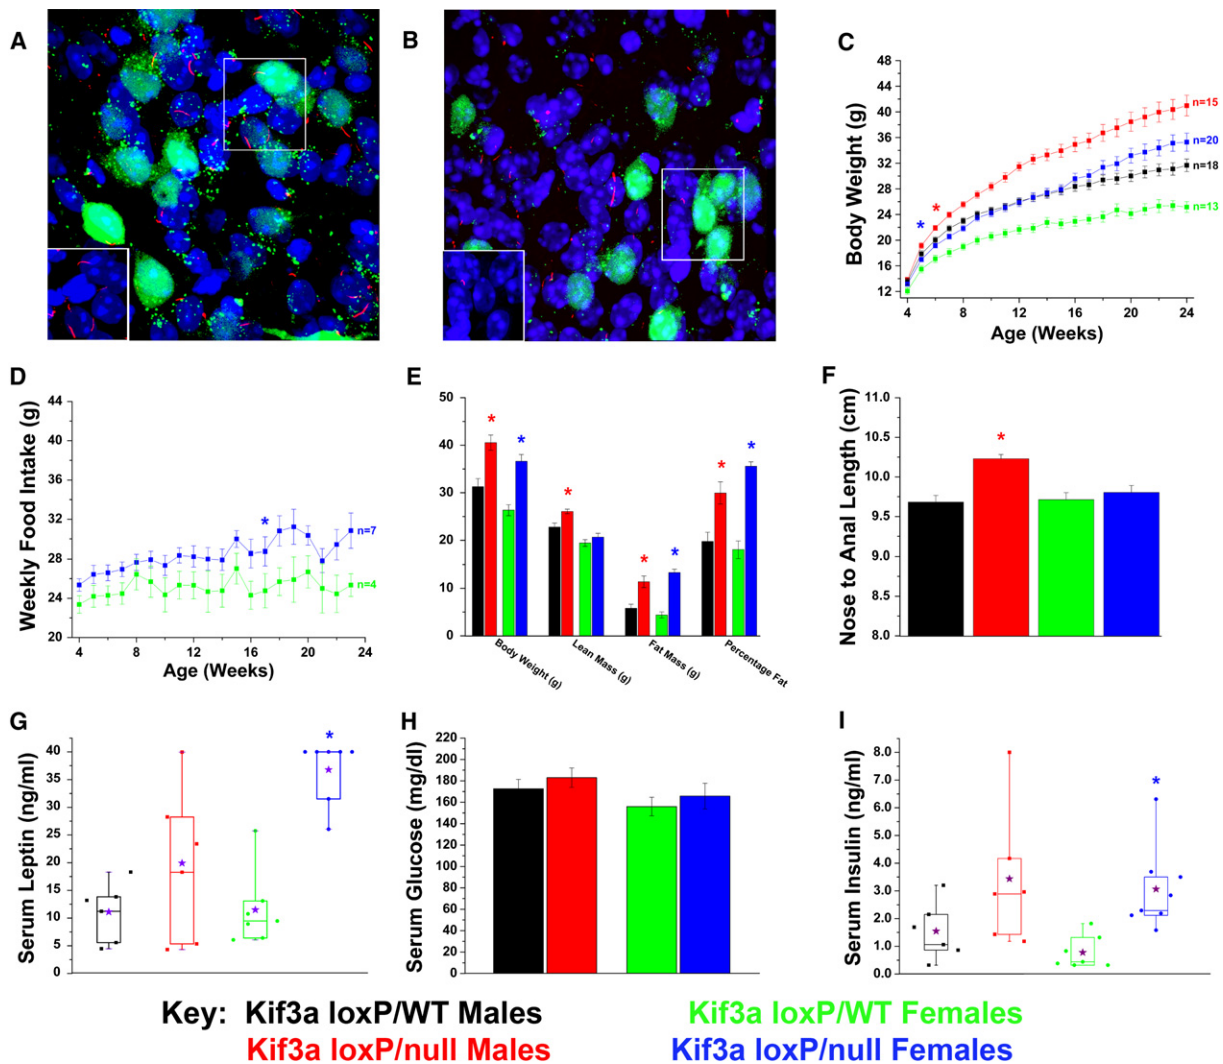 A
B
C
Body Weight (g)
48
44
40
36
32
28
24
20
16
12
4
8
12
16
20
24
Age (Weeks)
n=15
n=20
n=18
n=13
*
*
D
Weekly Food Intake (g)
44
40
36
32
28
24
20
4
8
12
16
20
24
Age (Weeks)
*
n=7
n=4
E
50
40
30
20
10
0
* * * * * * *
Body Weight (g)
Lean Mass (g)
Fat Mass (g)
Percentage Fat
F
Nose to Anal Length (cm)
11.0
10.5
10.0
9.5
9.0
8.5
8.0
*
G
Serum Leptin (ng/ml)
40
35
30
25
20
15
10
5
0
*
H
Serum Glucose (mg/dl)
220
200
180
160
140
120
100
80
60
40
20
0
I
Serum Insulin (ng/ml)
8.0
7.0
6.0
5.0
4.0
3.0
2.0
1.0
0.0
*
Key: Kif3a loxP/WT Males
Kif3a loxP/WT Females
Kif3a loxP/null Males
Kif3a loxP/null Females